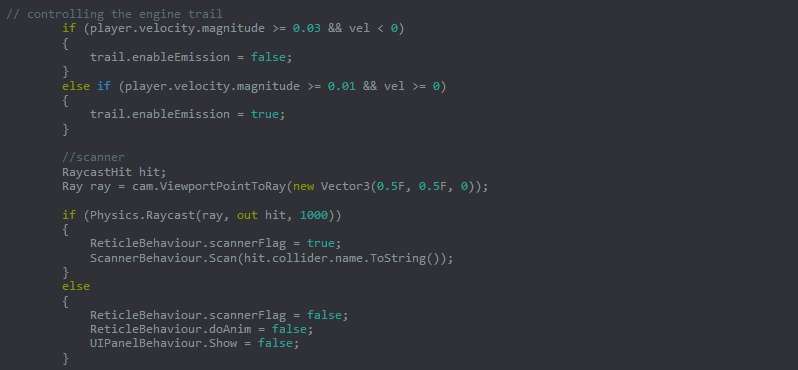 // controlling the engine trail
if (player.velocity.magnitude >= 0.03 && vel < 0)
{
trail.enableEmission = false;
}
else if (player.velocity.magnitude >= 0.01 && vel >= 0)
{
trail.enableEmission = true;
}
//scanner
RaycastHit hit;
Ray ray = cam.ViewportPointToRay(new Vector3(0.5F, 0.5F, 0));
if (Physics.Raycast(ray, out hit, 1000))
{
ReticleBehaviour.scannerFlag = true;
ScannerBehaviour.Scan(hit.collider.name.ToString());
}
else
{
ReticleBehaviour.scannerFlag = false;
ReticleBehaviour.doAnim = false;
UIPanelBehaviour.Show = false;
}